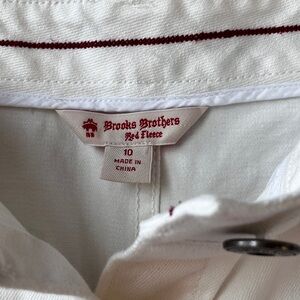 Brooks Brothers
Red Fleece
10
MADE IN
CHINA